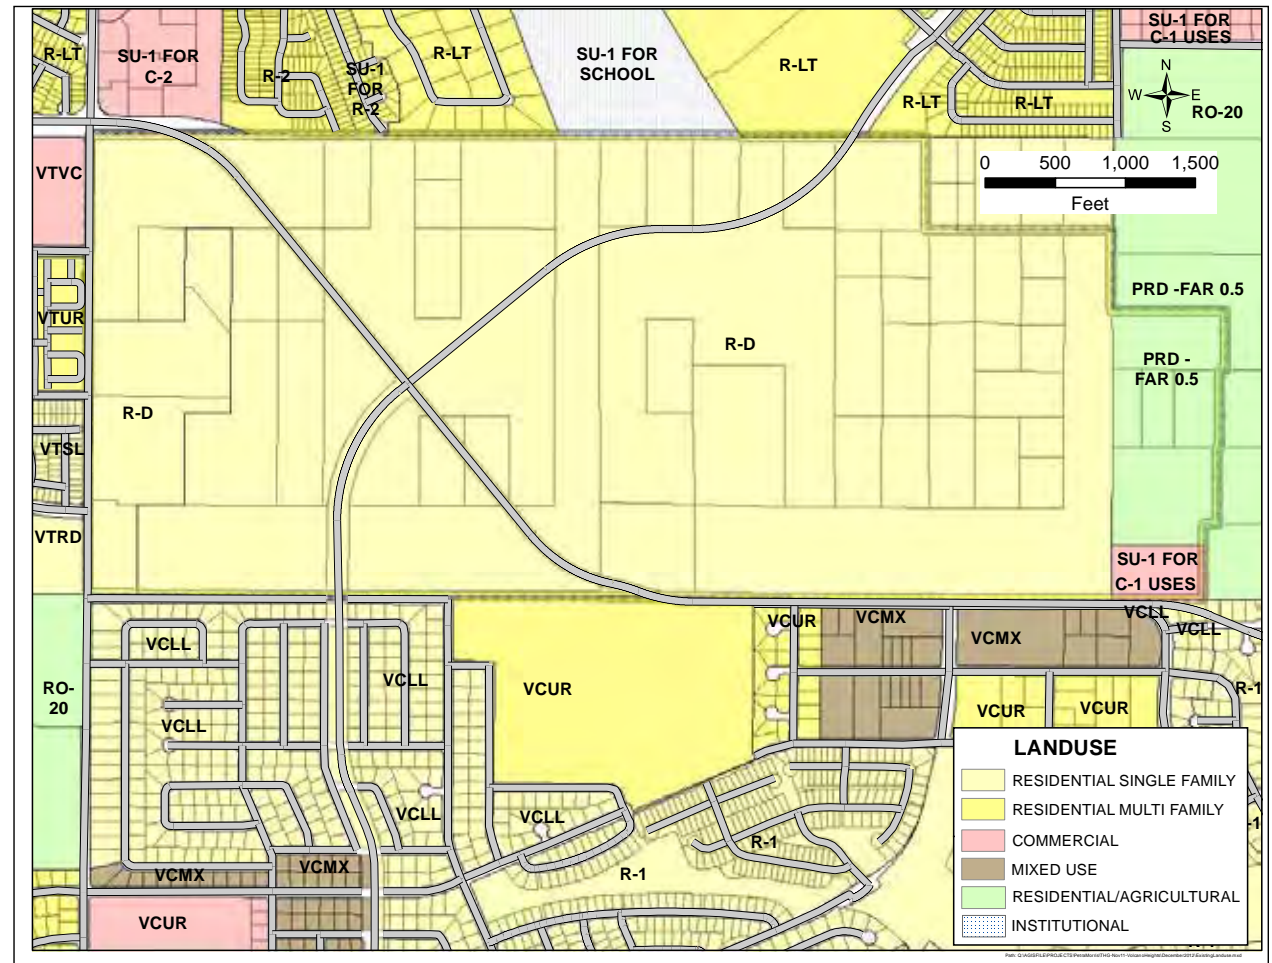 R-LT
SU-1 FOR
C-2
R-2
SU-1
FOR
R-2
R-LT
SU-1 FOR
SCHOOL
R-LT
R-LT
R-LT
SU-1 FOR
C-1 USES
N
W
E
S
RO-20
0 500 1,000 1,500
Feet
VTVC
VTUR
VTSL
VTRD
R-D
R-D
PRD -FAR 0.5
PRD -
FAR 0.5
SU-1 FOR
C-1 USES
RO-
20
VCLL
VCLL
VCLL
VCLL
VCLL
VCUR
VCUR
VCMX
VCMX
VCLL
VCLL
R-1
VCUR
VCUR
VCMX
VCMX
VCUR
R-1
R-1
LANDUSE
RESIDENTIAL SINGLE FAMILY
RESIDENTIAL MULTI FAMILY
COMMERCIAL
MIXED USE
RESIDENTIAL/AGRICULTURAL
INSTITUTIONAL